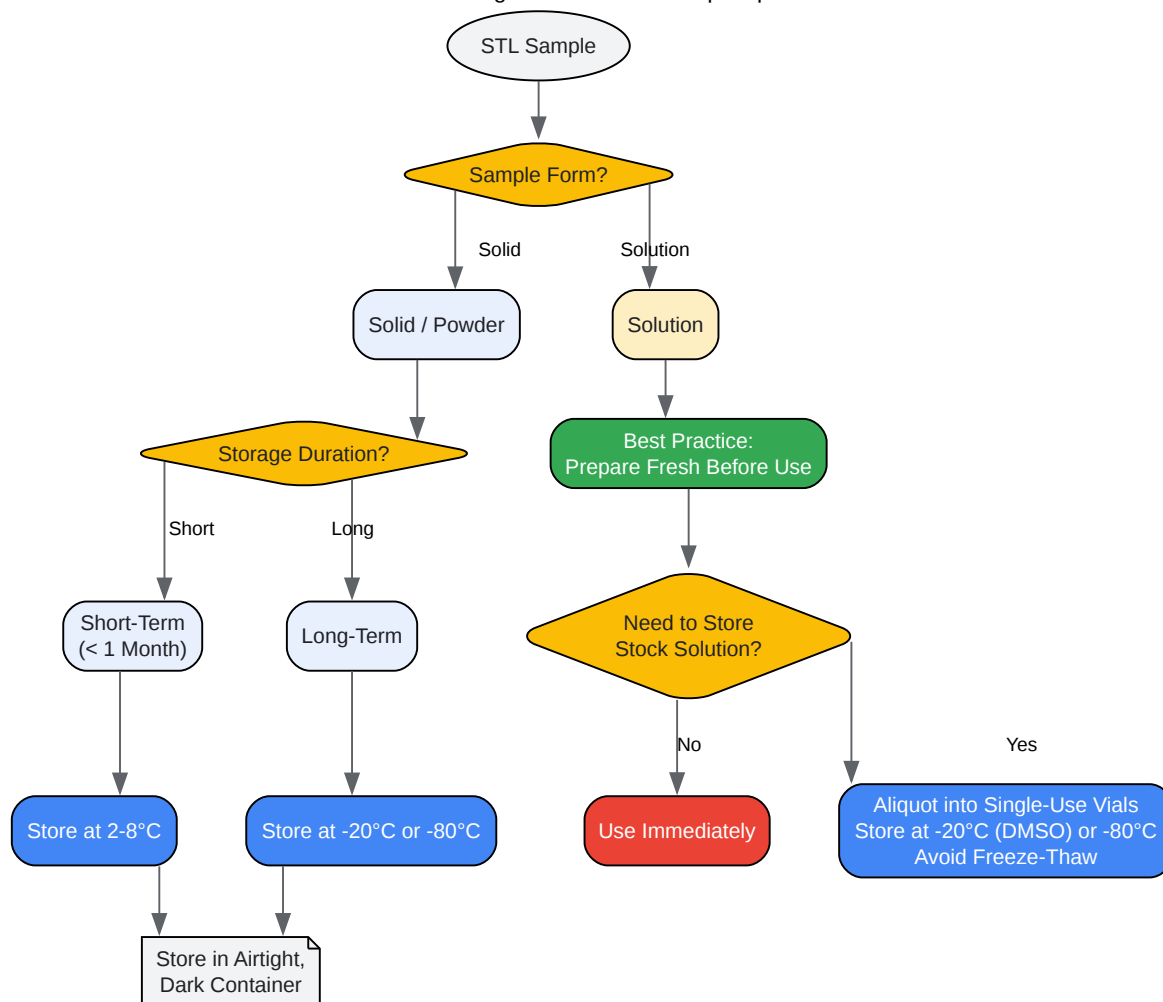 STL Sample
Sample Form?
Solid
Solution
Solid / Powder
Solution
Storage Duration?
Best Practice:
Prepare Fresh Before Use
Short
Long
Short-Term
(< 1 Month)
Long-Term
Need to Store
Stock Solution?
No
Yes
Store at 2-8°C
Store at -20°C or -80°C
Use Immediately
Aliquot into Single-Use Vials
Store at -20°C (DMSO) or -80°C
Avoid Freeze-Thaw
Store in Airtight,
Dark Container